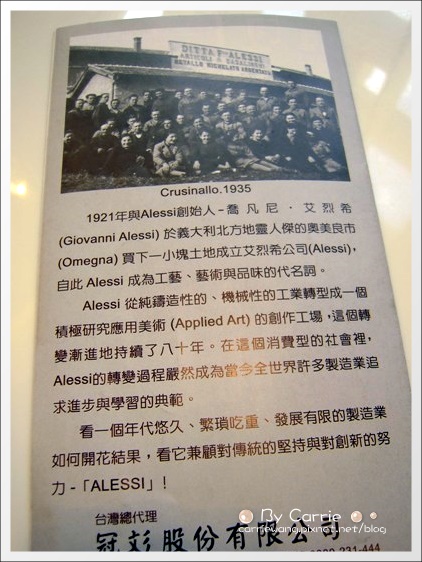 DITTA Flli ALESSI
ARTICOLI
METALLO NICHELATO ARGENTATO
Crusinallo.1935
1921年與Alessi創始人-喬凡尼．艾烈希
(Giovanni Alessi) 於義大利北方地靈人傑的奧美良市
(Omegna) 買下一小塊土地成立艾烈希公司(Alessi),
自此 Alessi 成為工藝、藝術與品味的代名詞。
Alessi 從純鑄造性的、機械性的工業轉型成一個
積極研究應用美術 (Applied Art) 的創作工場,這個轉
變漸進地持續了八十年。在這個消費型的社會裡,
Alessi的轉變過程嚴然成為當今全世界許多製造業追
求進步與學習的典範。
看一個年代悠久、繁瑣吃重、發展有限的製造業
如何開花結果，看它兼顧對傳統的堅持與對創新的努
力 -「ALESSI」!
By Carrie
carriewang.pixnet.net/blog
台灣總代理
冠彣股份有限公司
231-444